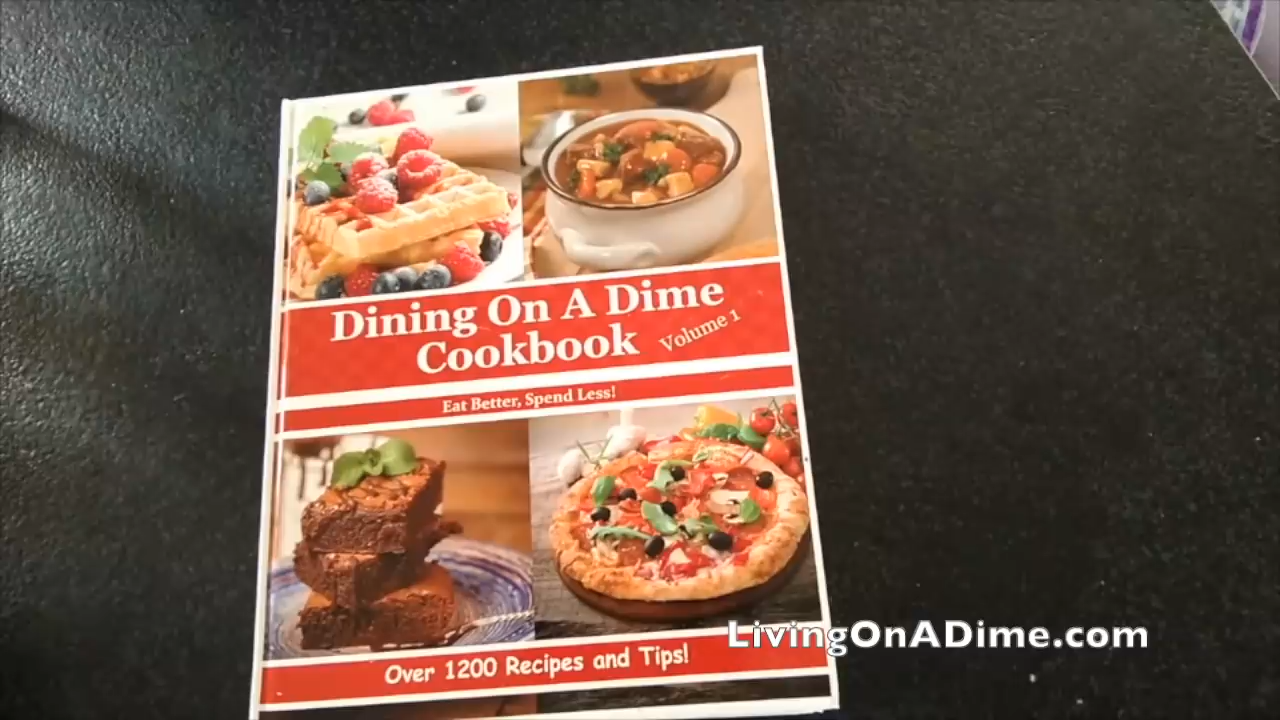 Dining On A Dime
Cookbook Volume 1
Eat Better, Spend Less!
Over 1200 Recipes and Tips!
LivingOnADime.com